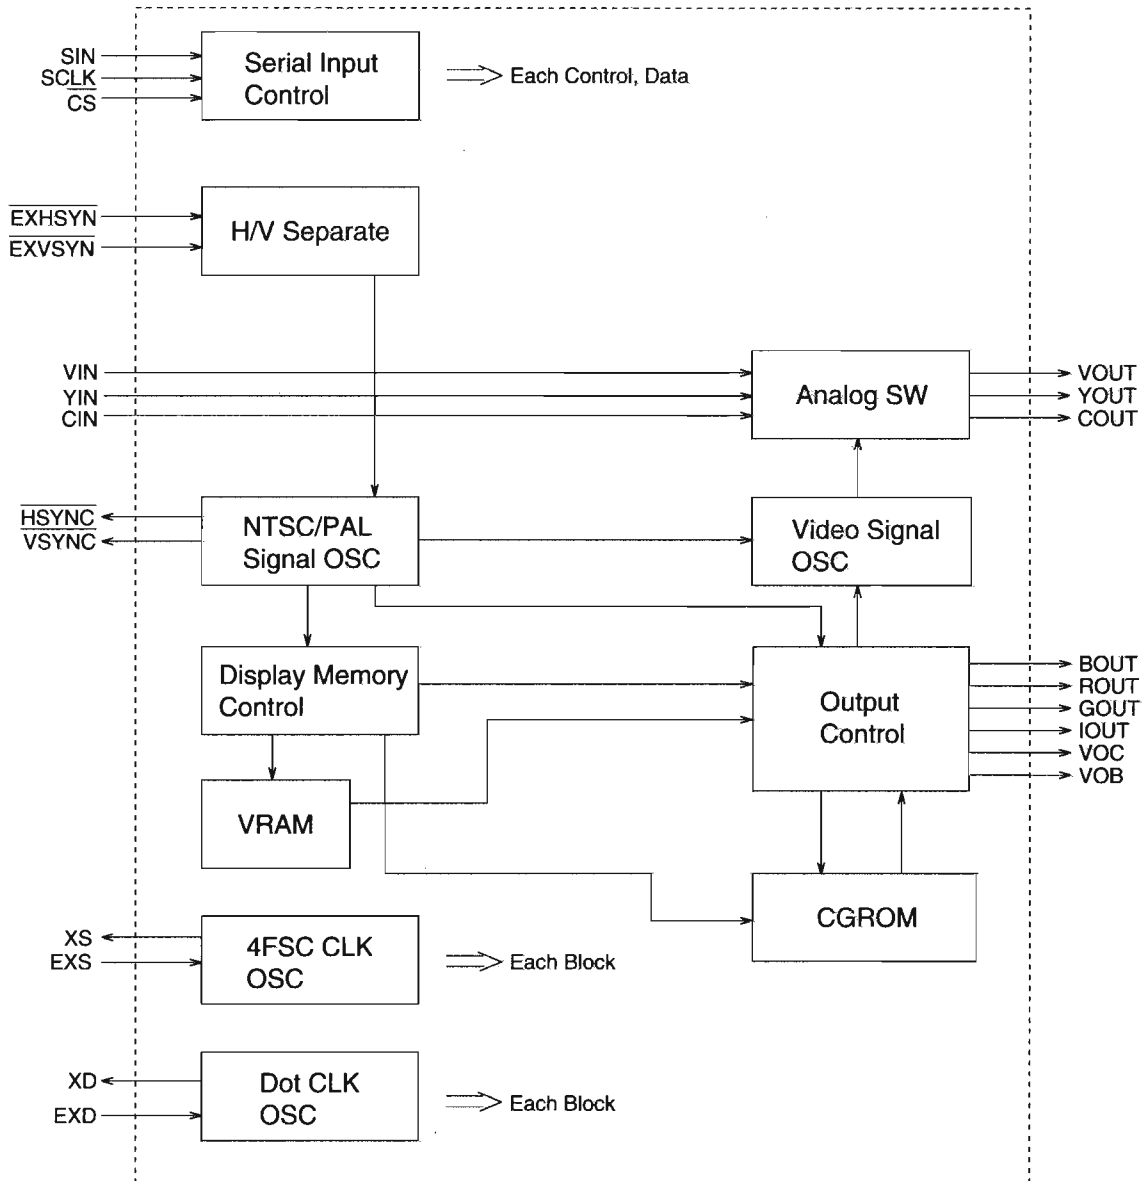 SIN
SCLK
CS
Serial Input
Control
Each Control, Data
EXHSYN
EXVSYN
H/V Separate
VIN
YIN
CIN
Analog SW
VOUT
YOUT
COUT
HSYNC
VSYNC
NTSC/PAL
Signal OSC
Video Signal
OSC
Display Memory
Control
Output
Control
BOUT
ROUT
GOUT
IOUT
VOC
VOB
VRAM
CGROM
XS
EXS
4FSC CLK
OSC
Each Block
XD
EXD
Dot CLK
OSC
Each Block